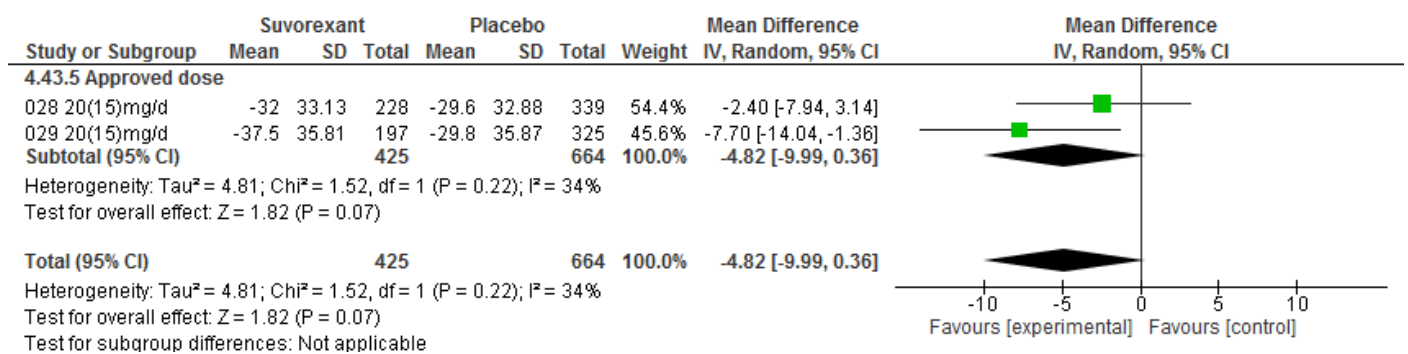 Suvorexant Placebo Mean Difference Mean Difference
Study or Subgroup Mean SD Total Mean SD Total Weight IV, Random, 95% CI IV, Random, 95% CI
4.43.5 Approved dose
028 20(15)mg/d -32 33.13 228 -29.6 32.88 339 54.4% -2.40 [-7.94, 3.14]
029 20(15)mg/d -37.5 35.81 197 -29.8 35.87 325 45.6% -7.70 [-14.04, -1.36]
Subtotal (95% CI) 425 664 100.0% -4.82 [-9.99, 0.36]
Heterogeneity: Tau² = 4.81; Chi² = 1.52, df = 1 (P = 0.22); I² = 34%
Test for overall effect: Z = 1.82 (P = 0.07)
Total (95% CI) 425 664 100.0% -4.82 [-9.99, 0.36]
Heterogeneity: Tau² = 4.81; Chi² = 1.52, df = 1 (P = 0.22); I² = 34%
Test for overall effect: Z = 1.82 (P = 0.07)
Test for subgroup differences: Not applicable
-10 -5 0 5 10
Favours [experimental] Favours [control]